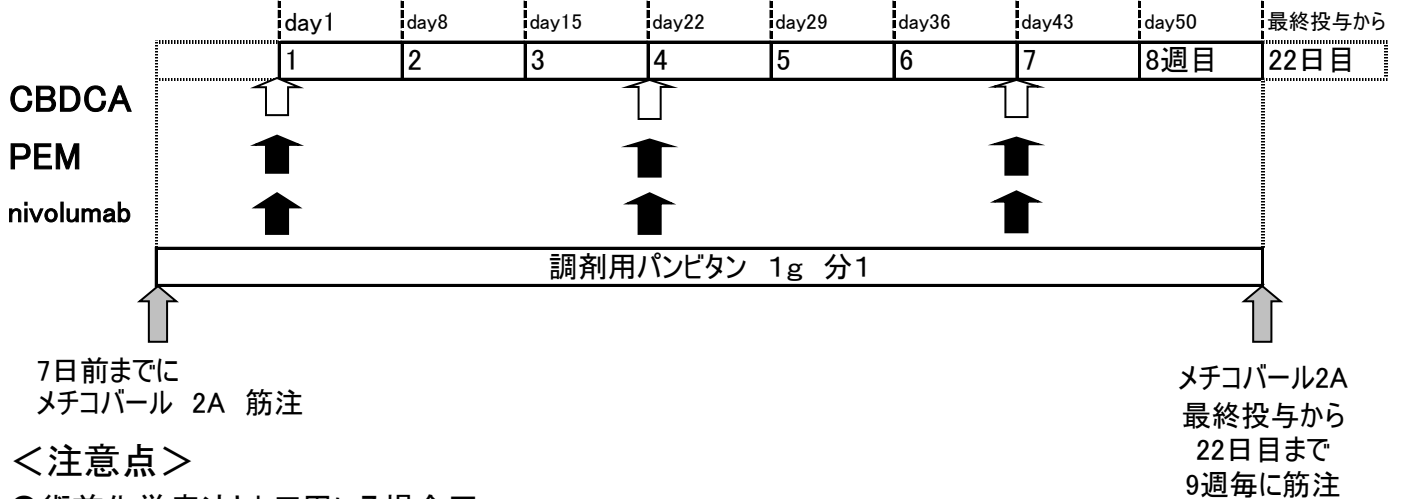 day1 day8 day15 day22 day29 day36 day43 day50 最終投与から
1 2 3 4 5 6 7 8週目 22日目
CBDCA
PEM
nivolumab
調剤用パンビタン 1g 分1
7日前までに
メチコバール 2A 筋注
メチコバール2A
最終投与から
22日目まで
9週毎に筋注
<注意点>